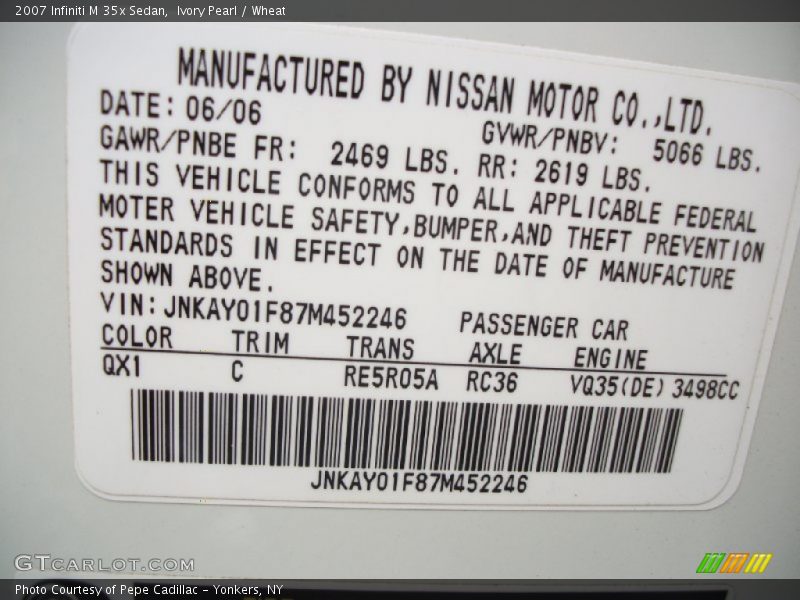 2007 Infiniti M 35x Sedan, Ivory Pearl / Wheat
MANUFACTURED BY NISSAN MOTOR CO.,LTD.
DATE: 06/06 GVWR/PNBV: 5066 LBS.
GAWR/PNBE FR: 2469 LBS. RR: 2619 LBS.
THIS VEHICLE CONFORMS TO ALL APPLICABLE FEDERAL
MOTER VEHICLE SAFETY,BUMPER,AND THEFT PREVENTION
STANDARDS IN EFFECT ON THE DATE OF MANUFACTURE
SHOWN ABOVE.
VIN: JNKAY01F87M452246 PASSENGER CAR
COLOR TRIM TRANS AXLE ENGINE
QX1 C RE5R05A RC36 VQ35(DE) 3498CC
JNKAY01F87M452246
GTCARLOT.COM
Photo Courtesy of Pepe Cadillac - Yonkers, NY